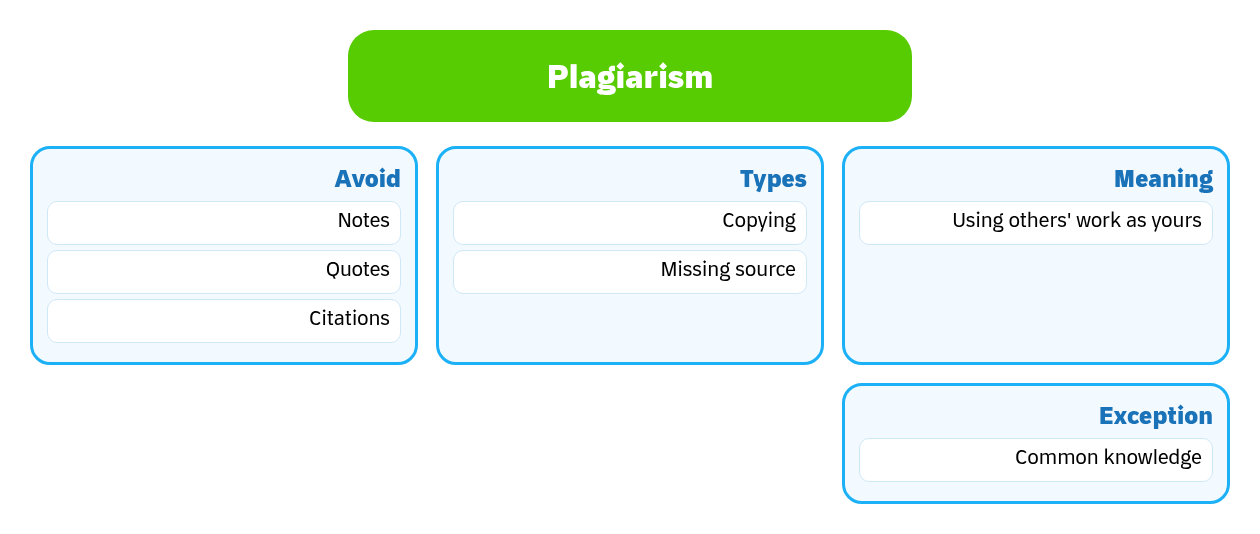 Plagiarism
Meaning
Using others' work as yours
Types
Copying
Missing source
Avoid
Notes
Quotes
Citations
Exception
Common knowledge